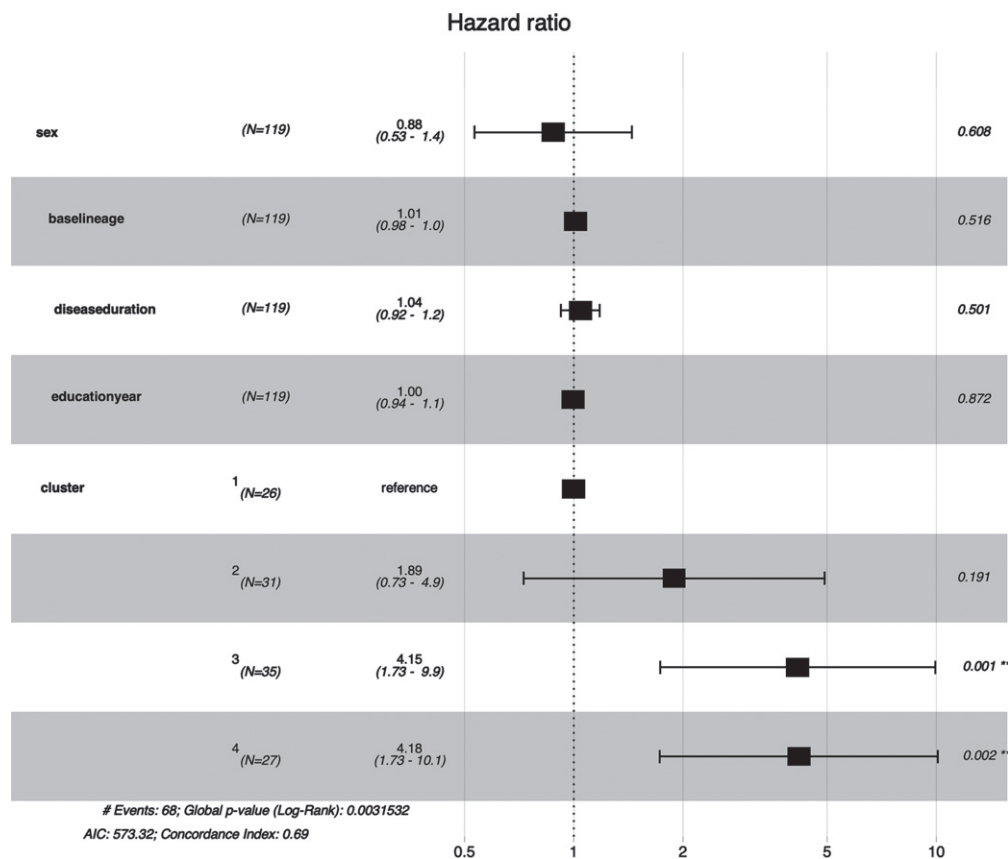 Hazard ratio
sex (N=119) 0.88 0.608
(0.53 - 1.4)
baselineage (N=119) 1.01 0.516
(0.98 - 1.0)
diseaseduration (N=119) 1.04 0.501
(0.92 - 1.2)
educationyear (N=119) 1.00 0.872
(0.94 - 1.1)
cluster 1 (N=26) reference
2 (N=31) 1.89 0.191
(0.73 - 4.9)
3 (N=35) 4.15 0.001 **
(1.73 - 9.9)
4 (N=27) 4.18 0.002 **
(1.73 - 10.1)
# Events: 68; Global p-value (Log-Rank): 0.0031532
AIC: 573.32; Concordance Index: 0.69
0.5 1 2 5 10